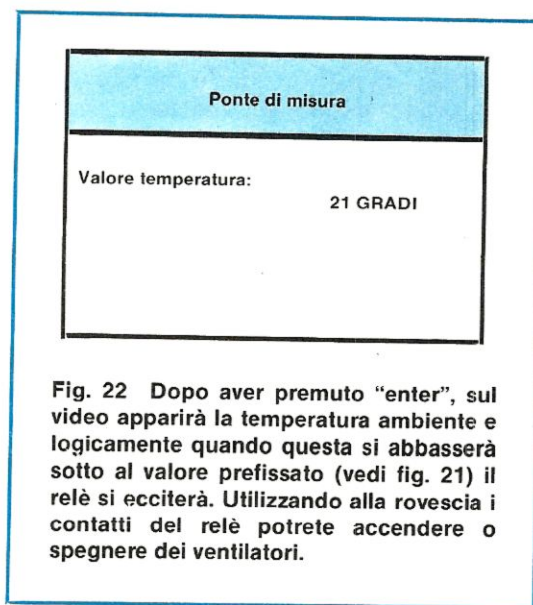 Ponte di misura
Valore temperatura:
21 GRADI
Fig. 22 Dopo aver premuto "enter", sul
video apparirà la temperatura ambiente e
logicamente quando questa si abbasserà
sotto al valore prefissato (vedi fig. 21) il
relè si ecciterà. Utilizzando alla rovescia i
contatti del relè potrete accendere o
spegnere dei ventilatori.